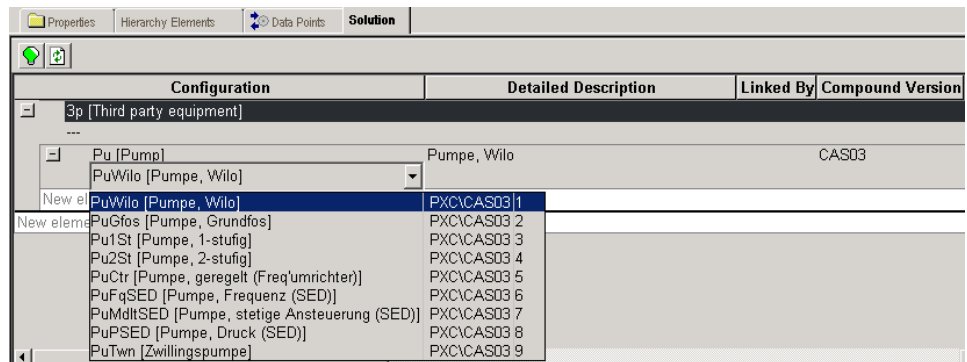 Properties Hierarchy Elements Data Points Solution
Configuration Detailed Description Linked By Compound Version
3p [Third party equipment]
---
Pu [Pump] Pumpe, Wilo CAS03
PuWilo [Pumpe, Wilo]
New el
PuWilo [Pumpe, Wilo] PXC\CAS03 1
New eleme
PuGfos [Pumpe, Grundfos] PXC\CAS03 2
Pu1St [Pumpe, 1-stufig] PXC\CAS03 3
Pu2St [Pumpe, 2-stufig] PXC\CAS03 4
PuCtr [Pumpe, geregelt (Freq'umrichter)] PXC\CAS03 5
PuFqSED [Pumpe, Frequenz (SED)] PXC\CAS03 6
PuMdltSED [Pumpe, stetige Ansteuerung (SED)] PXC\CAS03 7
PuPSED [Pumpe, Druck (SED)] PXC\CAS03 8
PuTwn [Zwillingspumpe] PXC\CAS03 9